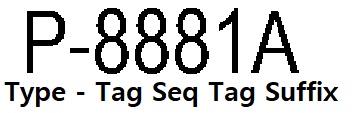 P-8881A
Type - Tag Seq Tag Suffix